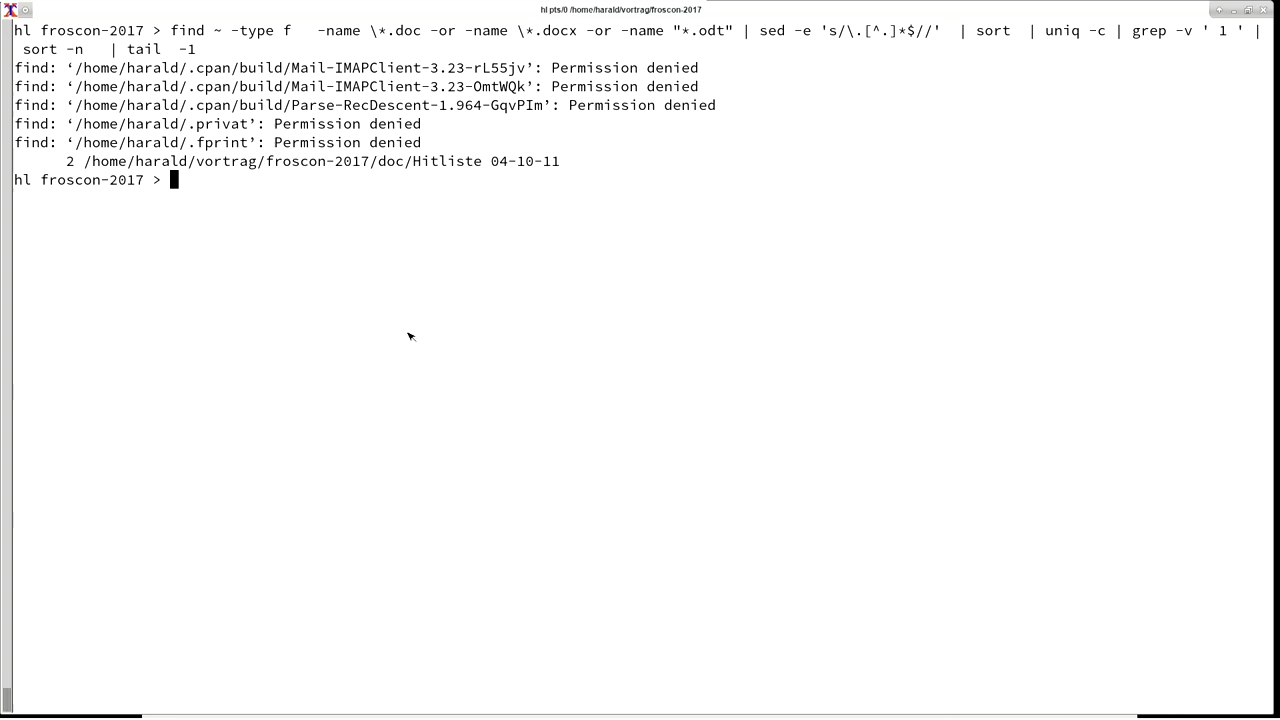 hl pts/0 /home/harald/vortrag/froscon-2017
hl froscon-2017 > find ~ -type f   -name \*.doc -or -name \*.docx -or -name "*.odt" | sed -e 's/\.[^.]*$//'  | sort  | uniq -c | grep -v ' 1 ' |
 sort -n   | tail  -1
find: ‘/home/harald/.cpan/build/Mail-IMAPClient-3.23-rL55jv’: Permission denied
find: ‘/home/harald/.cpan/build/Mail-IMAPClient-3.23-OmtWQk’: Permission denied
find: ‘/home/harald/.cpan/build/Parse-RecDescent-1.964-GqvPIm’: Permission denied
find: ‘/home/harald/.privat’: Permission denied
find: ‘/home/harald/.fprint’: Permission denied
      2 /home/harald/vortrag/froscon-2017/doc/Hitliste 04-10-11
hl froscon-2017 >